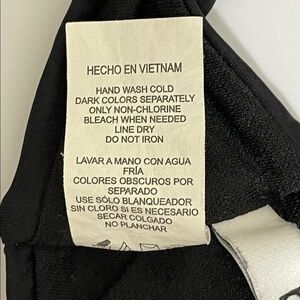 HECHO EN VIETNAM
HAND WASH COLD
DARK COLORS SEPARATELY
ONLY NON-CHLORINE
BLEACH WHEN NEEDED
LINE DRY
DO NOT IRON
LAVAR A MANO CON AGUA
FRÍA
COLORES OBSCUROS POR
SEPARADO
USE SÓLO BLANQUEADOR
SIN CLORO SI ES NECESARIO
SECAR COLGADO
NO PLANCHAR